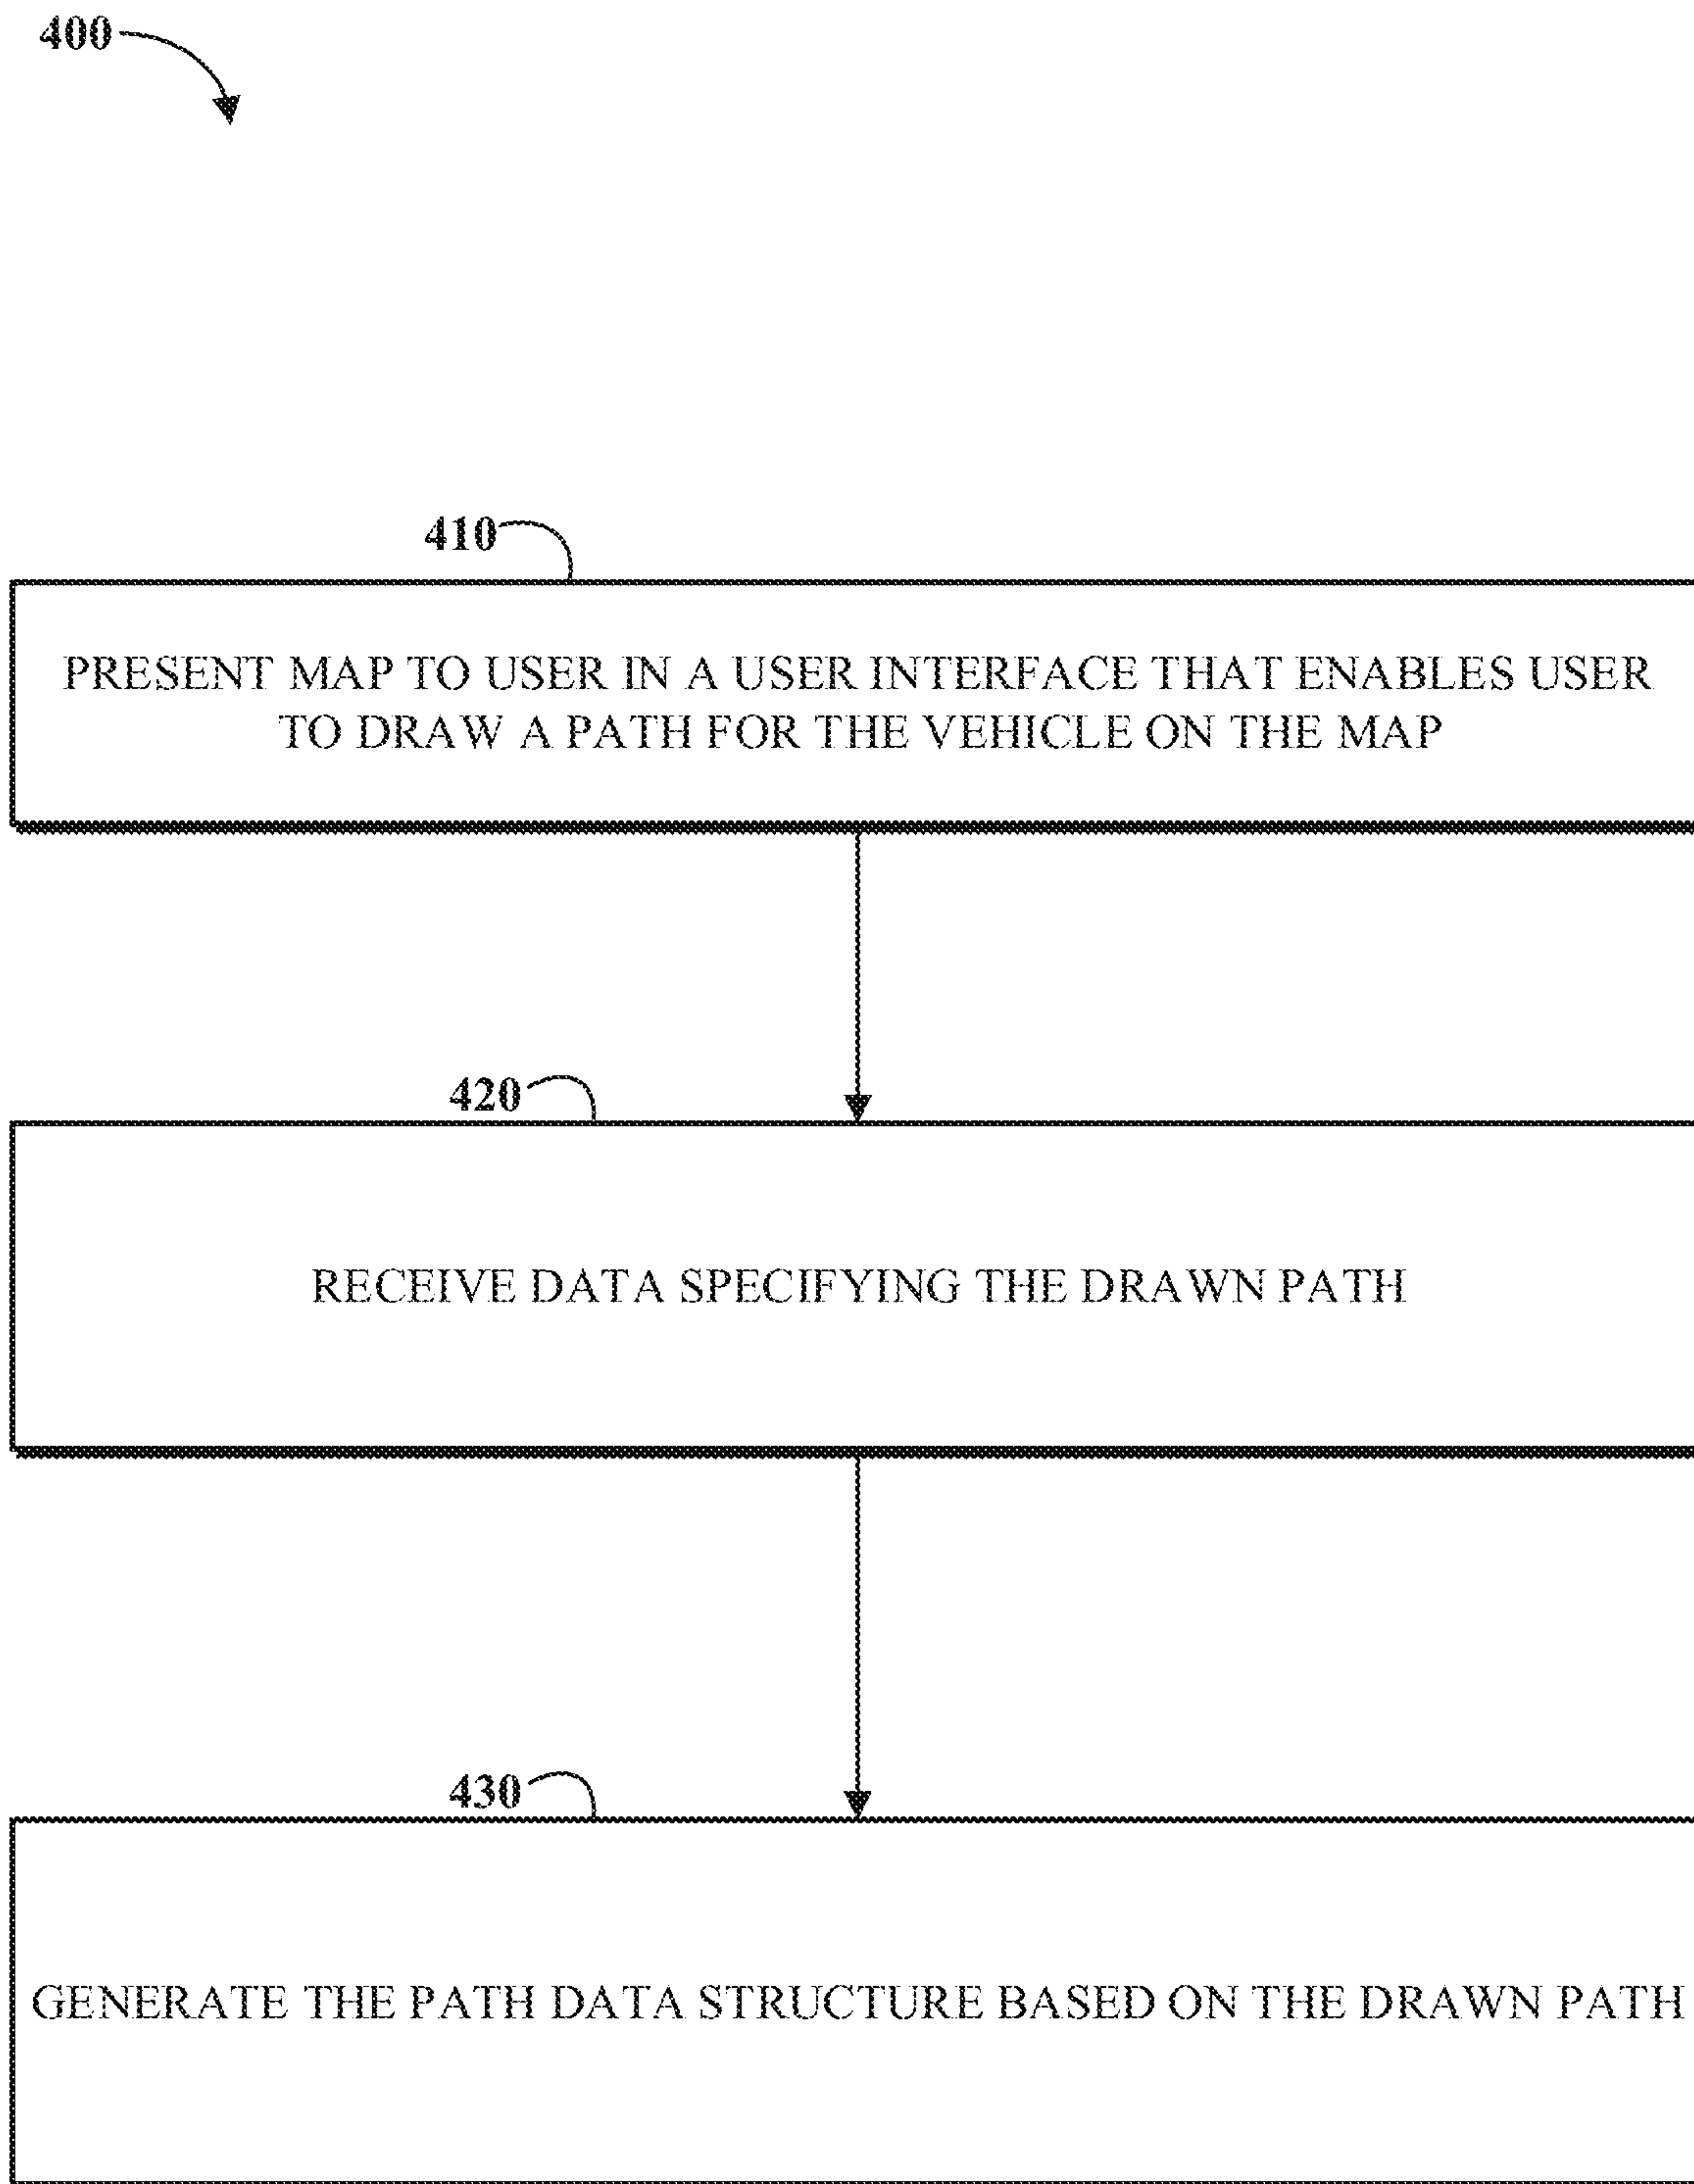 400
410
PRESENT MAP TO USER IN A USER INTERFACE THAT ENABLES USER
TO DRAW A PATH FOR THE VEHICLE ON THE MAP
420
RECEIVE DATA SPECIFYING THE DRAWN PATH
430
GENERATE THE PATH DATA STRUCTURE BASED ON THE DRAWN PATH